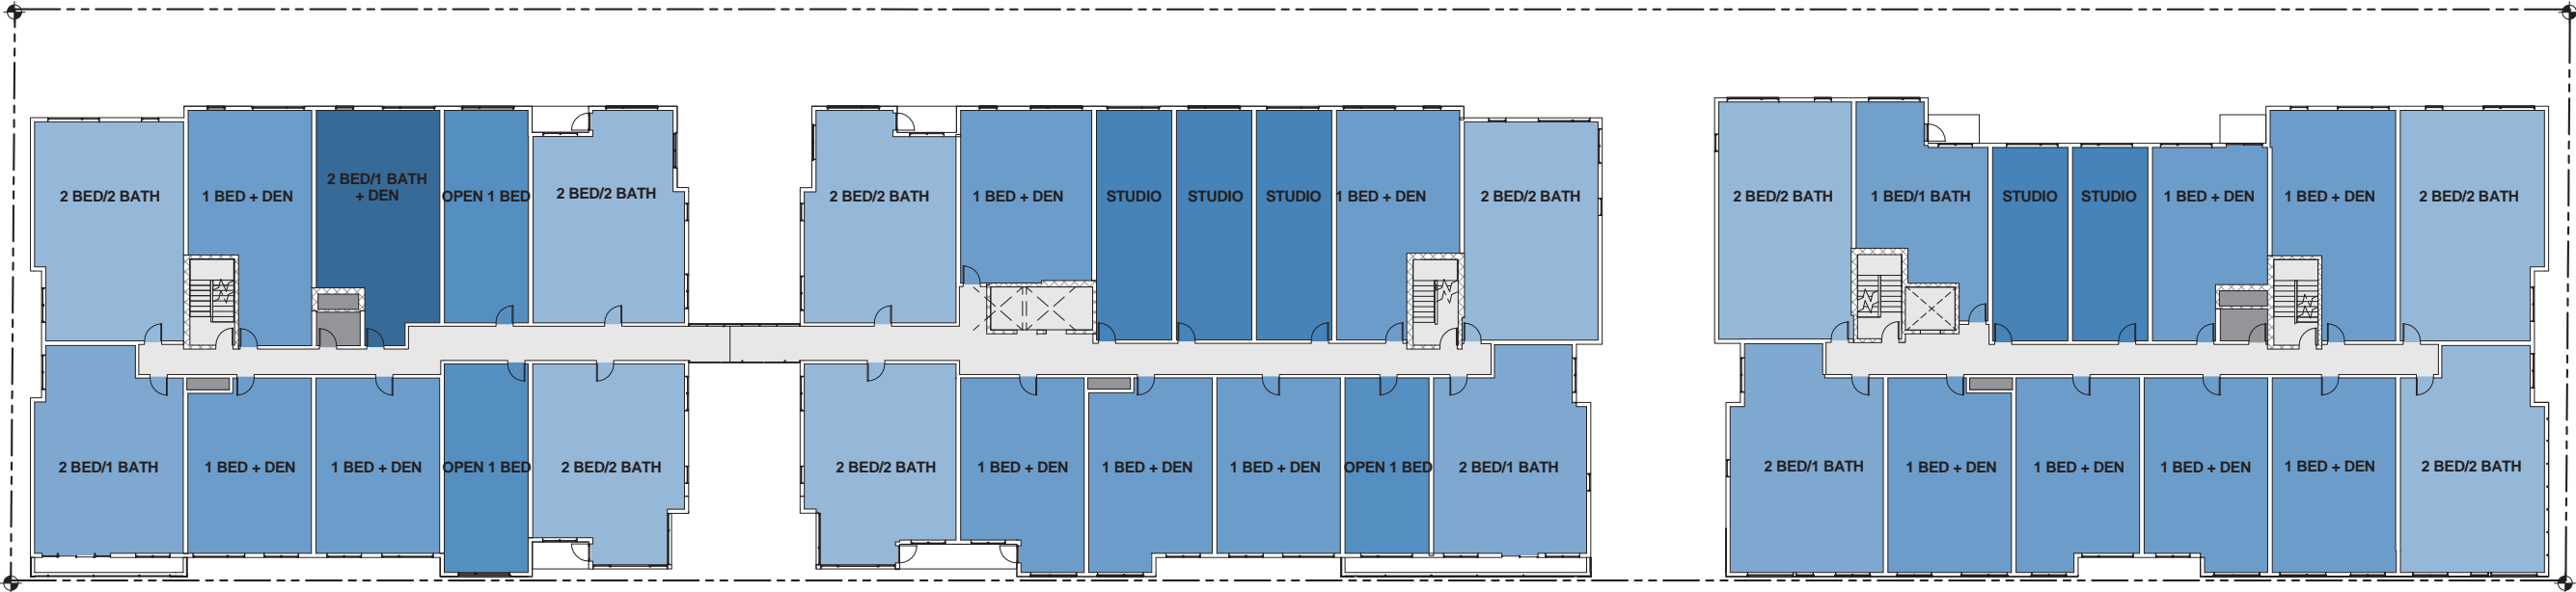 2 BED/2 BATH
1 BED + DEN
2 BED/1 BATH
+ DEN
OPEN 1 BED
2 BED/2 BATH
2 BED/2 BATH
1 BED + DEN
STUDIO
STUDIO
STUDIO
1 BED + DEN
2 BED/2 BATH
2 BED/2 BATH
1 BED/1 BATH
STUDIO
STUDIO
1 BED + DEN
1 BED + DEN
2 BED/2 BATH
2 BED/1 BATH
1 BED + DEN
1 BED + DEN
OPEN 1 BED
2 BED/2 BATH
2 BED/2 BATH
1 BED + DEN
1 BED + DEN
1 BED + DEN
OPEN 1 BED
2 BED/1 BATH
2 BED/1 BATH
1 BED + DEN
1 BED + DEN
1 BED + DEN
1 BED + DEN
2 BED/2 BATH